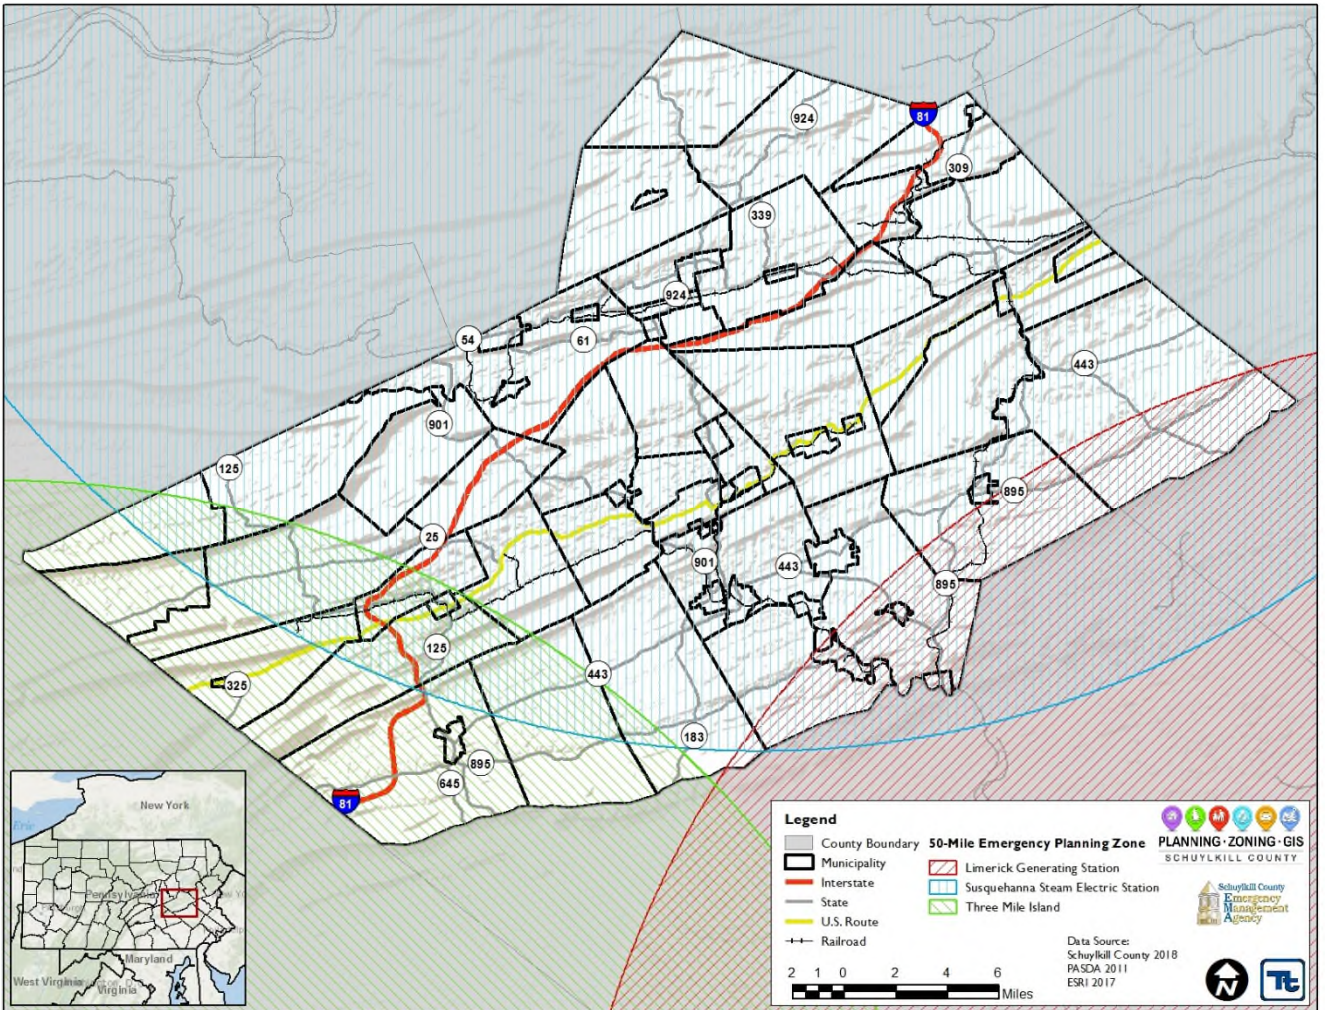 924
81
309
339
924
54
61
443
901
125
895
25
901
443
895
125
325
443
183
895
645
81
New York
Erie
Pennsylvania
Maryland
West Virginia
Virginia
Legend
County Boundary
Municipality
Interstate
State
U.S. Route
Railroad
50-Mile Emergency Planning Zone
Limerick Generating Station
Susquehanna Steam Electric Station
Three Mile Island
2 1 0 2 4 6
Miles
Data Source:
Schuylkill County 2018
PASDA 2011
ESRI 2017
PLANNING·ZONING·GIS
SCHUYLKILL COUNTY
Schuylkill County
Emergency
Management
Agency
Tt